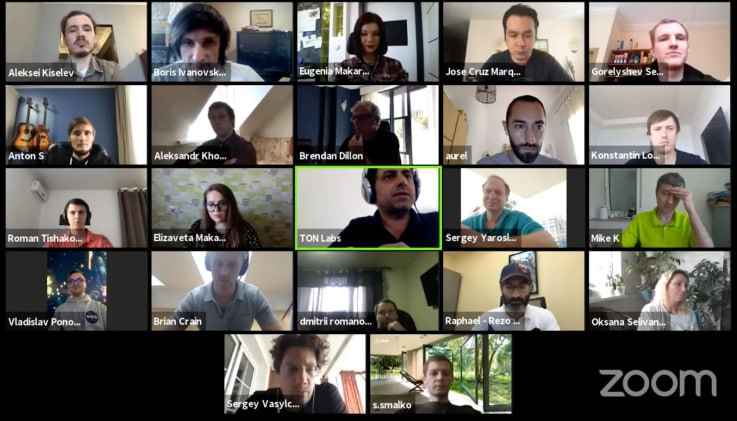 Aleksei Kiselev
Boris Ivanovsk...
Eugenia Makar...
Jose Cruz Marq...
Gorelyshev Se...
Anton S
Aleksandr Kho...
Brendan Dillon
aurel
Konstantin Lo...
Roman Tishako...
Elizaveta Maka...
TON Labs
Sergey Yarosl...
Mike K
Vladislav Pono...
NASA
Brian Crain
dmitrii romano...
Raphael - Rezo ...
Oksana Selivan...
Sergey Vasylc...
s.smalko
zoom